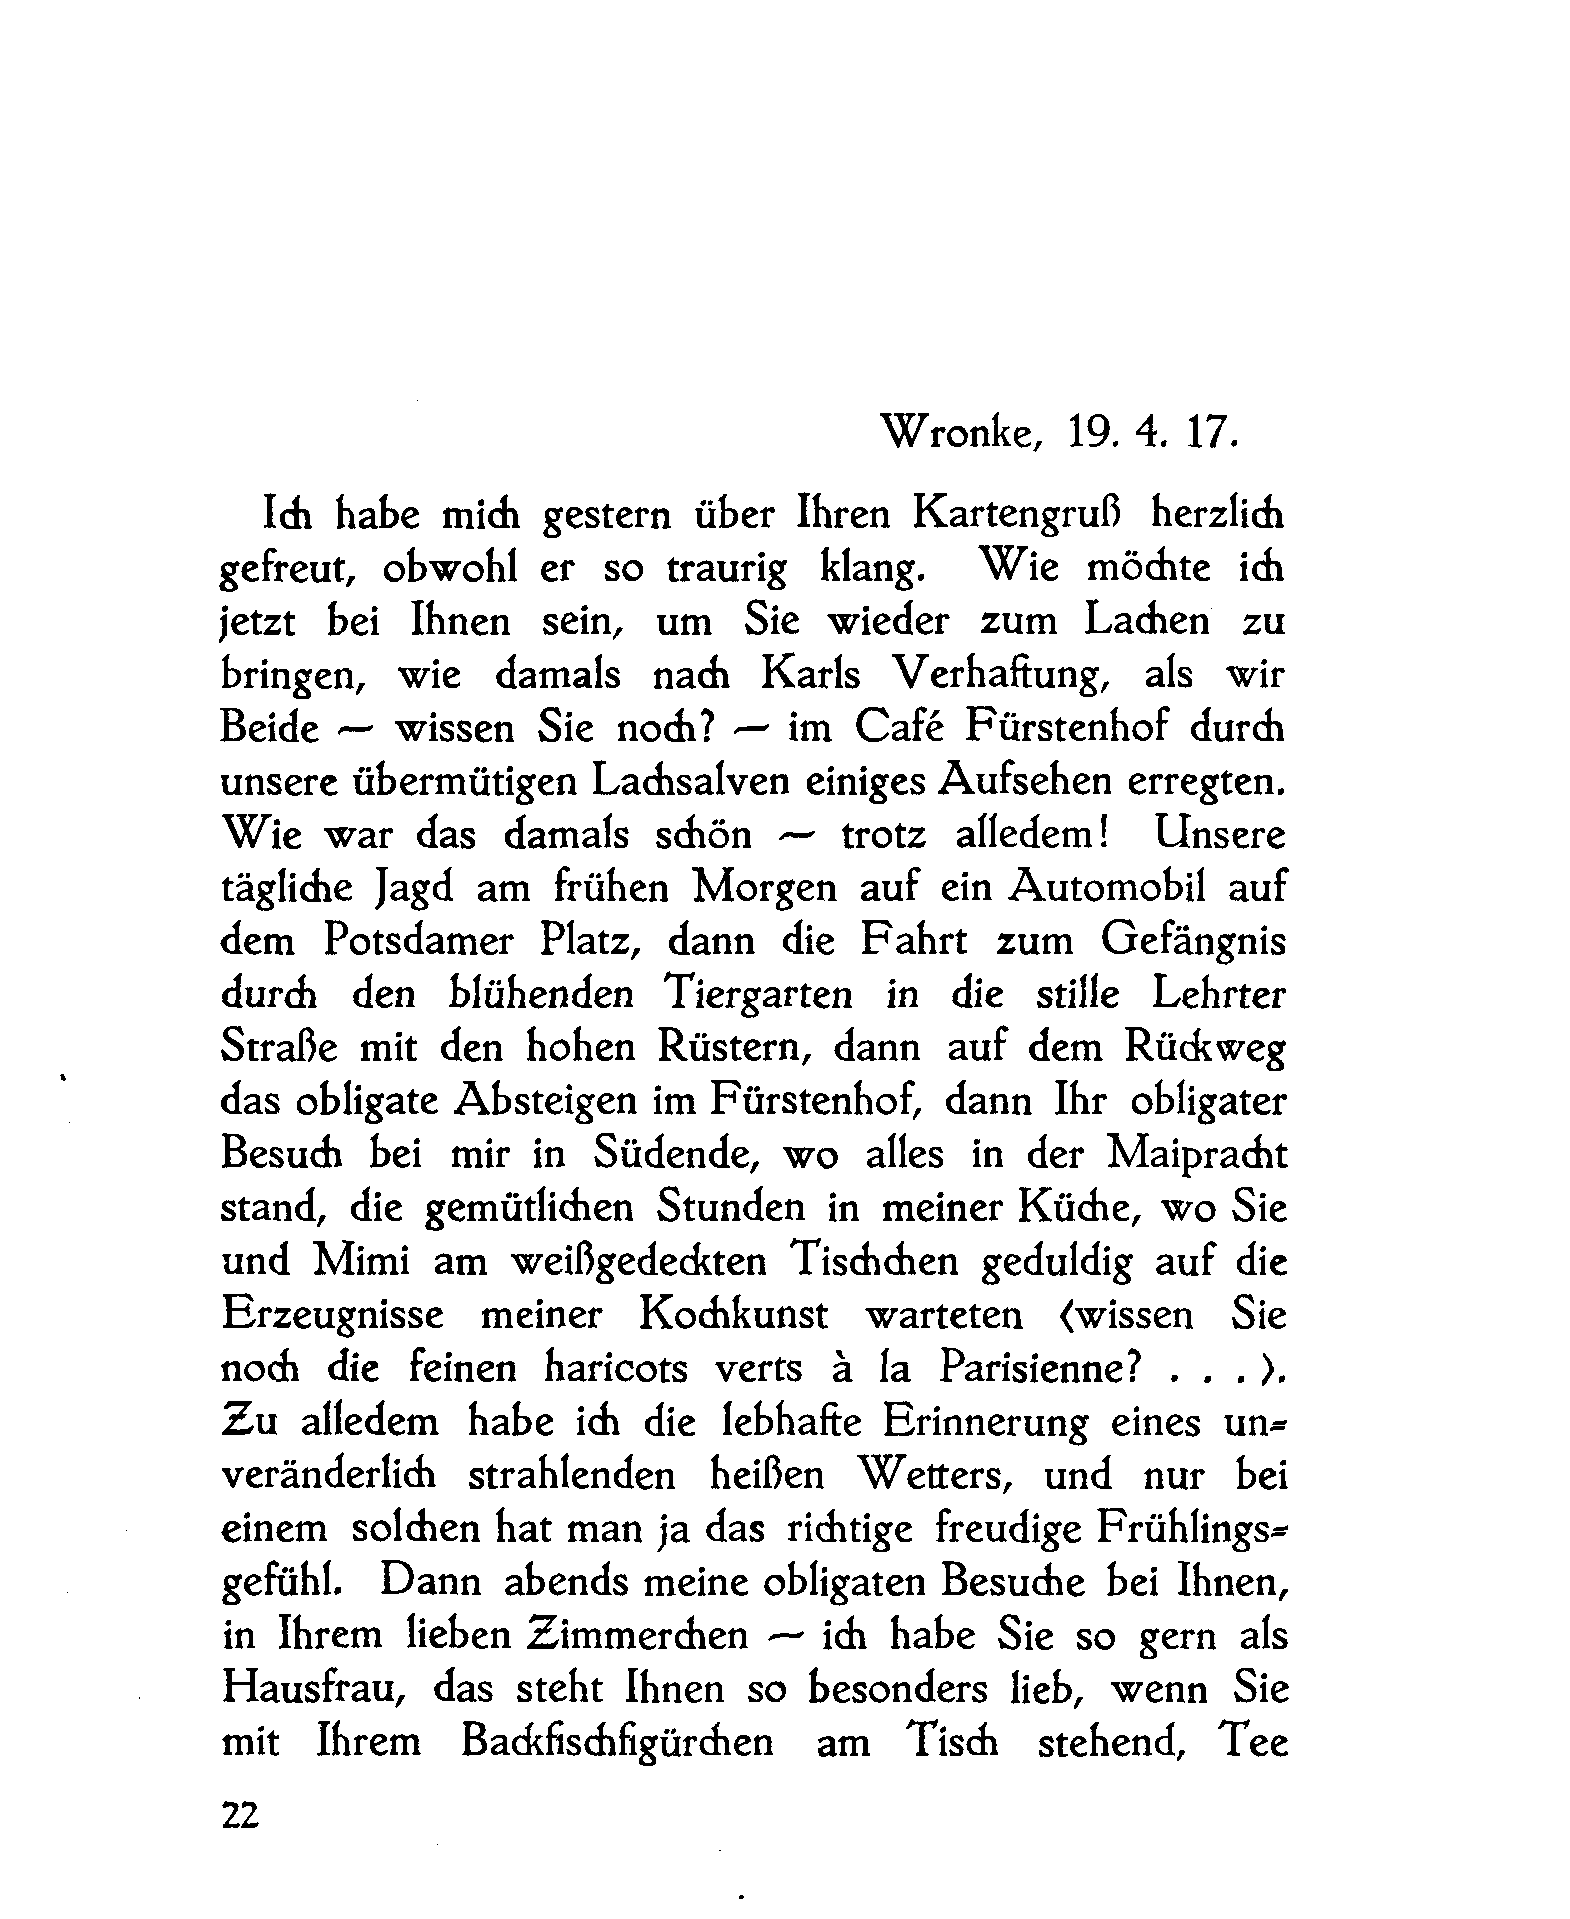 Wronke, 19. 4. 17.
Ich habe mich gestern über Ihren Kartengruß herzlich
gefreut, obwohl er so traurig klang. Wie möchte ich
jetzt bei Ihnen sein, um Sie wieder zum Lachen zu
bringen, wie damals nach Karls Verhaftung, als wir
Beide — wissen Sie noch? — im Café Fürstenhof durch
unsere übermütigen Lachsalven einiges Aufsehen erregten.
Wie war das damals schön — trotz alledem! Unsere
tägliche Jagd am frühen Morgen auf ein Automobil auf
dem Potsdamer Platz, dann die Fahrt zum Gefängnis
durch den blühenden Tiergarten in die stille Lehrter
Straße mit den hohen Rüstern, dann auf dem Rückweg
das obligate Absteigen im Fürstenhof, dann Ihr obligater
Besuch bei mir in Südende, wo alles in der Maipracht
stand, die gemütlichen Stunden in meiner Küche, wo Sie
und Mimi am weißgedeckten Tischchen geduldig auf die
Erzeugnisse meiner Kochkunst warteten (wissen Sie
noch die feinen haricots verts à la Parisienne? . . .).
Zu alledem habe ich die lebhafte Erinnerung eines un-
veränderlich strahlenden heißen Wetters, und nur bei
einem solchen hat man ja das richtige freudige Frühlings-
gefühl. Dann abends meine obligaten Besuche bei Ihnen,
in Ihrem lieben Zimmerchen — ich habe Sie so gern als
Hausfrau, das steht Ihnen so besonders lieb, wenn Sie
mit Ihrem Backfischfigürchen am Tisch stehend, Tee
22